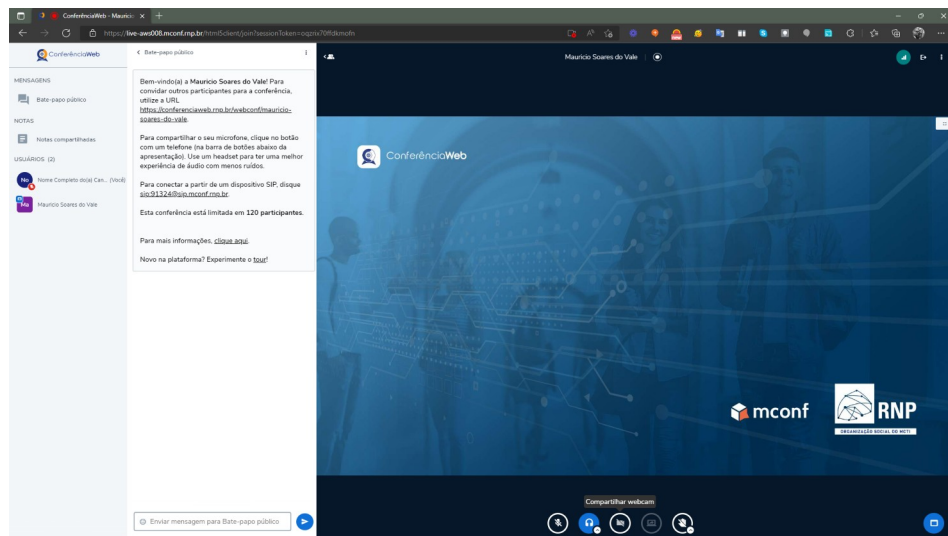 ConferênciaWeb - Mauricio
https://live-aws008.mconf.rnp.br/html5client/join?sessionToken=
ConferênciaWeb
Bate-papo público
Mauricio Soares do Vale
MENSAGENS
Bate-papo público
NOTAS
Notas compartilhadas
USUÁRIOS (2)
No
Nome Completo do(a) Can... (Você)
Ma
Mauricio Soares do Vale
Bem-vindo(a) a Mauricio Soares do Vale! Para
convidar outros participantes para a conferência,
utilize a URL
https://conferenciaweb.rnp.br/webconf/mauricio-
soares-do-vale.
Para compartilhar o seu microfone, clique no botão
com um telefone (na barra de botões abaixo da
apresentação). Use um headset para ter uma melhor
experiência de áudio com menos ruídos.
Para conectar a partir de um dispositivo SIP, disque
sip:91324@sip.mconf.rnp.br.
Esta conferência está limitada em 120 participantes.
Para mais informações, clique aqui.
Novo na plataforma? Experimente o tour!
Enviar mensagem para Bate-papo público
ConferênciaWeb
mconf
RNP
ORGANIZAÇÃO SOCIAL DO MCTI
Compartilhar webcam